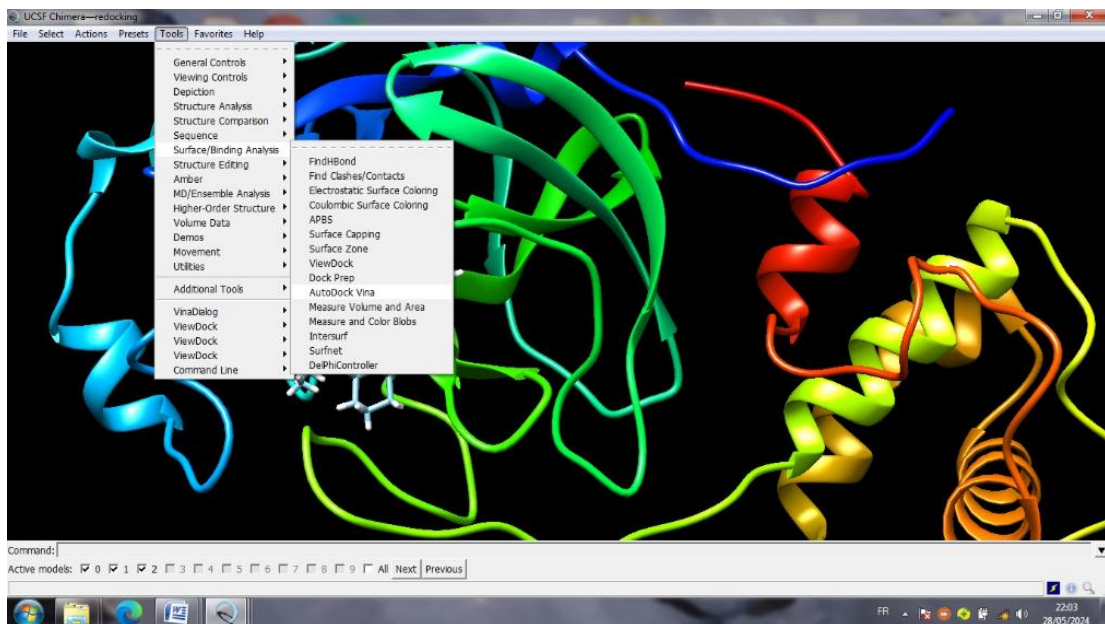 UCSF Chimera—redocking
File Select Actions Presets Tools Favorites Help
General Controls
Viewing Controls
Depiction
Structure Analysis
Structure Comparison
Sequence
Surface/Binding Analysis
Structure Editing
Amber
MD/Ensemble Analysis
Higher-Order Structure
Volume Data
Demos
Movement
Utilities
Additional Tools
VinaDialog
ViewDock
ViewDock
ViewDock
Command Line
FindHBond
Find Clashes/Contacts
Electrostatic Surface Coloring
Coulombic Surface Coloring
APBS
Surface Capping
Surface Zone
ViewDock
Dock Prep
AutoDock Vina
Measure Volume and Area
Measure and Color Blobs
Intersurf
Surfnet
DelPhiController
Command:
Active models: 0 1 2 3 4 5 6 7 8 9 All Next Previous
FR 22:03
28/05/2024